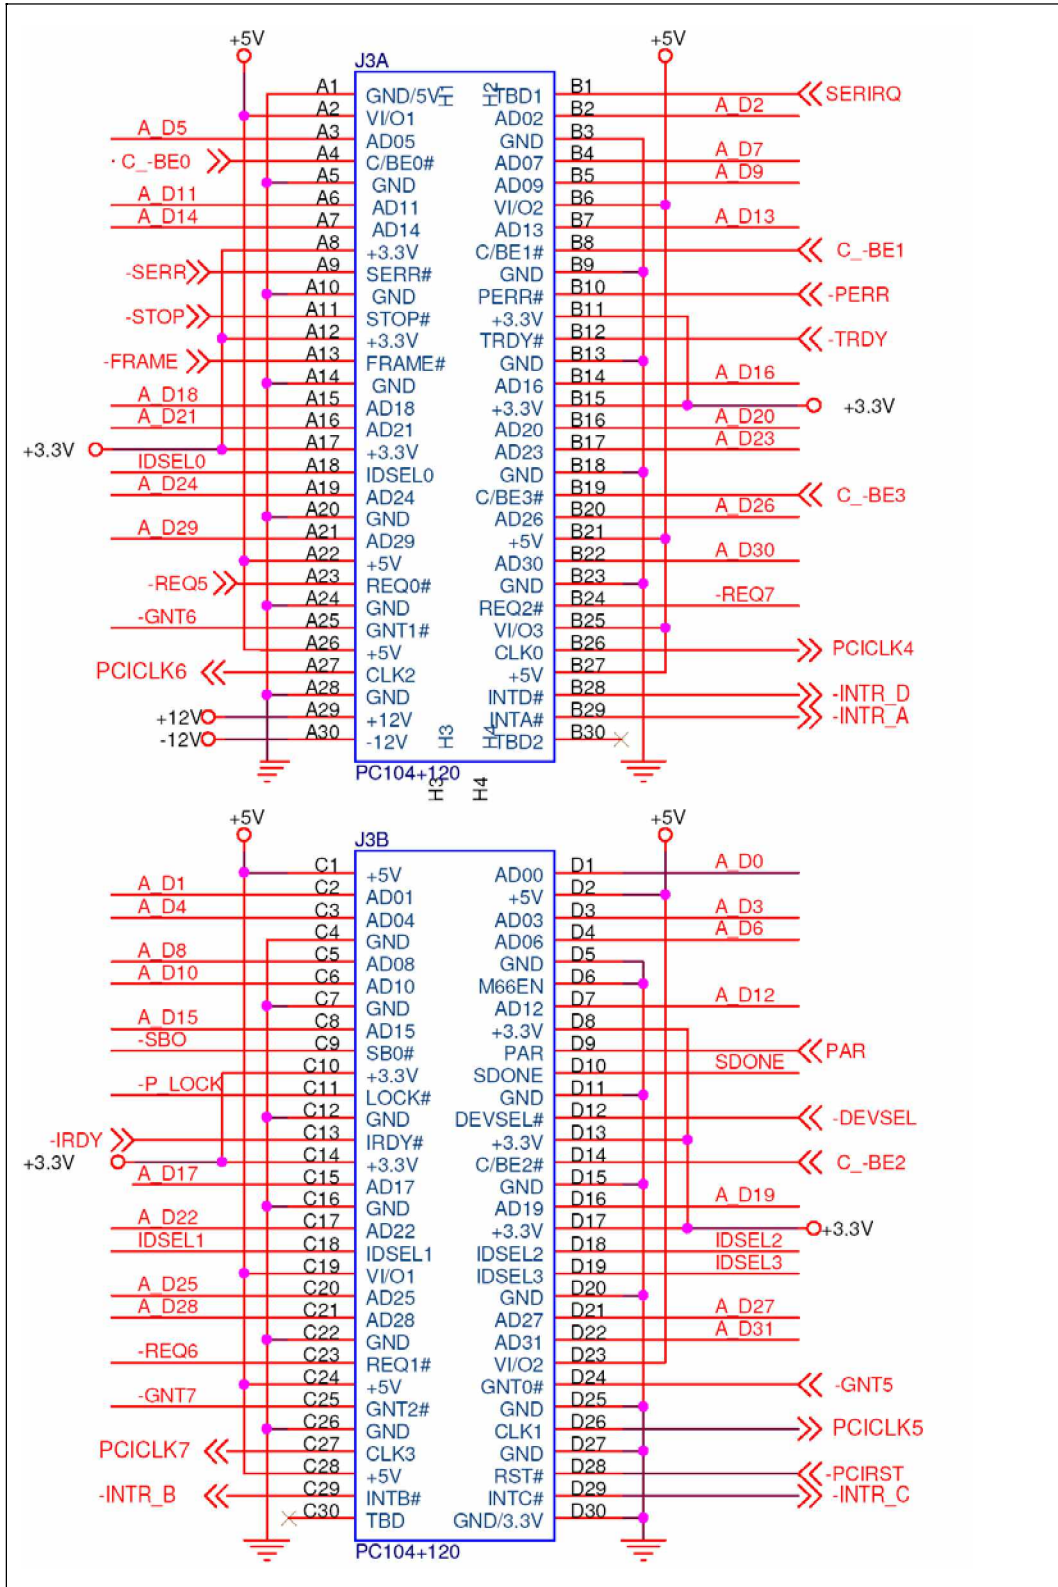 +5V +5V
J3A
A1 GND/5V H1 H2 TBD1 B1 SERIRQ
A2 VI/O1 AD02 B2 A_D2
A_D5 A3 AD05 GND B3
C_-BE0 A4 C/BE0# AD07 B4 A_D7
A5 GND AD09 B5 A_D9
A_D11 A6 AD11 VI/O2 B6
A_D14 A7 AD14 AD13 B7 A_D13
A8 +3.3V C/BE1# B8 C_-BE1
-SERR A9 SERR# GND B9
A10 GND PERR# B10 -PERR
-STOP A11 STOP# +3.3V B11
A12 +3.3V TRDY# B12 -TRDY
-FRAME A13 FRAME# GND B13
A14 GND AD16 B14 A_D16
A_D18 A15 AD18 +3.3V B15 +3.3V
A_D21 A16 AD21 AD20 B16 A_D20
+3.3V A17 +3.3V AD23 B17 A_D23
IDSEL0 A18 IDSEL0 GND B18
A_D24 A19 AD24 C/BE3# B19 C_-BE3
A20 GND AD26 B20 A_D26
A_D29 A21 AD29 +5V B21
A22 +5V AD30 B22 A_D30
-REQ5 A23 REQ0# GND B23
A24 GND REQ2# B24 -REQ7
-GNT6 A25 GNT1# VI/O3 B25
A26 +5V CLK0 B26 PCICLK4
PCICLK6 A27 CLK2 +5V B27
A28 GND INTD# B28 -INTR_D
+12V A29 +12V INTA# B29 -INTR_A
-12V A30 -12V H3 H4 TBD2 B30
PC104+120
H3 H4
+5V +5V
J3B
C1 +5V AD00 D1 A_D0
A_D1 C2 AD01 +5V D2
A_D4 C3 AD04 AD03 D3 A_D3
C4 GND AD06 D4 A_D6
A_D8 C5 AD08 GND D5
A_D10 C6 AD10 M66EN D6
C7 GND AD12 D7 A_D12
A_D15 C8 AD15 +3.3V D8
-SBO C9 SB0# PAR D9 PAR
C10 +3.3V SDONE D10 SDONE
-P_LOCK C11 LOCK# GND D11
C12 GND DEVSEL# D12 -DEVSEL
-IRDY C13 IRDY# +3.3V D13
+3.3V C14 +3.3V C/BE2# D14 C_-BE2
A_D17 C15 AD17 GND D15
C16 GND AD19 D16 A_D19
A_D22 C17 AD22 +3.3V D17 +3.3V
IDSEL1 C18 IDSEL1 IDSEL2 D18 IDSEL2
C19 VI/O1 IDSEL3 D19 IDSEL3
A_D25 C20 AD25 GND D20
A_D28 C21 AD28 AD27 D21 A_D27
C22 GND AD31 D22 A_D31
-REQ6 C23 REQ1# VI/O2 D23
C24 +5V GNT0# D24 -GNT5
-GNT7 C25 GNT2# GND D25
C26 GND CLK1 D26 PCICLK5
PCICLK7 C27 CLK3 GND D27
C28 +5V RST# D28 -PCIRST
-INTR_B C29 INTB# INTC# D29 -INTR_C
C30 TBD GND/3.3V D30
PC104+120